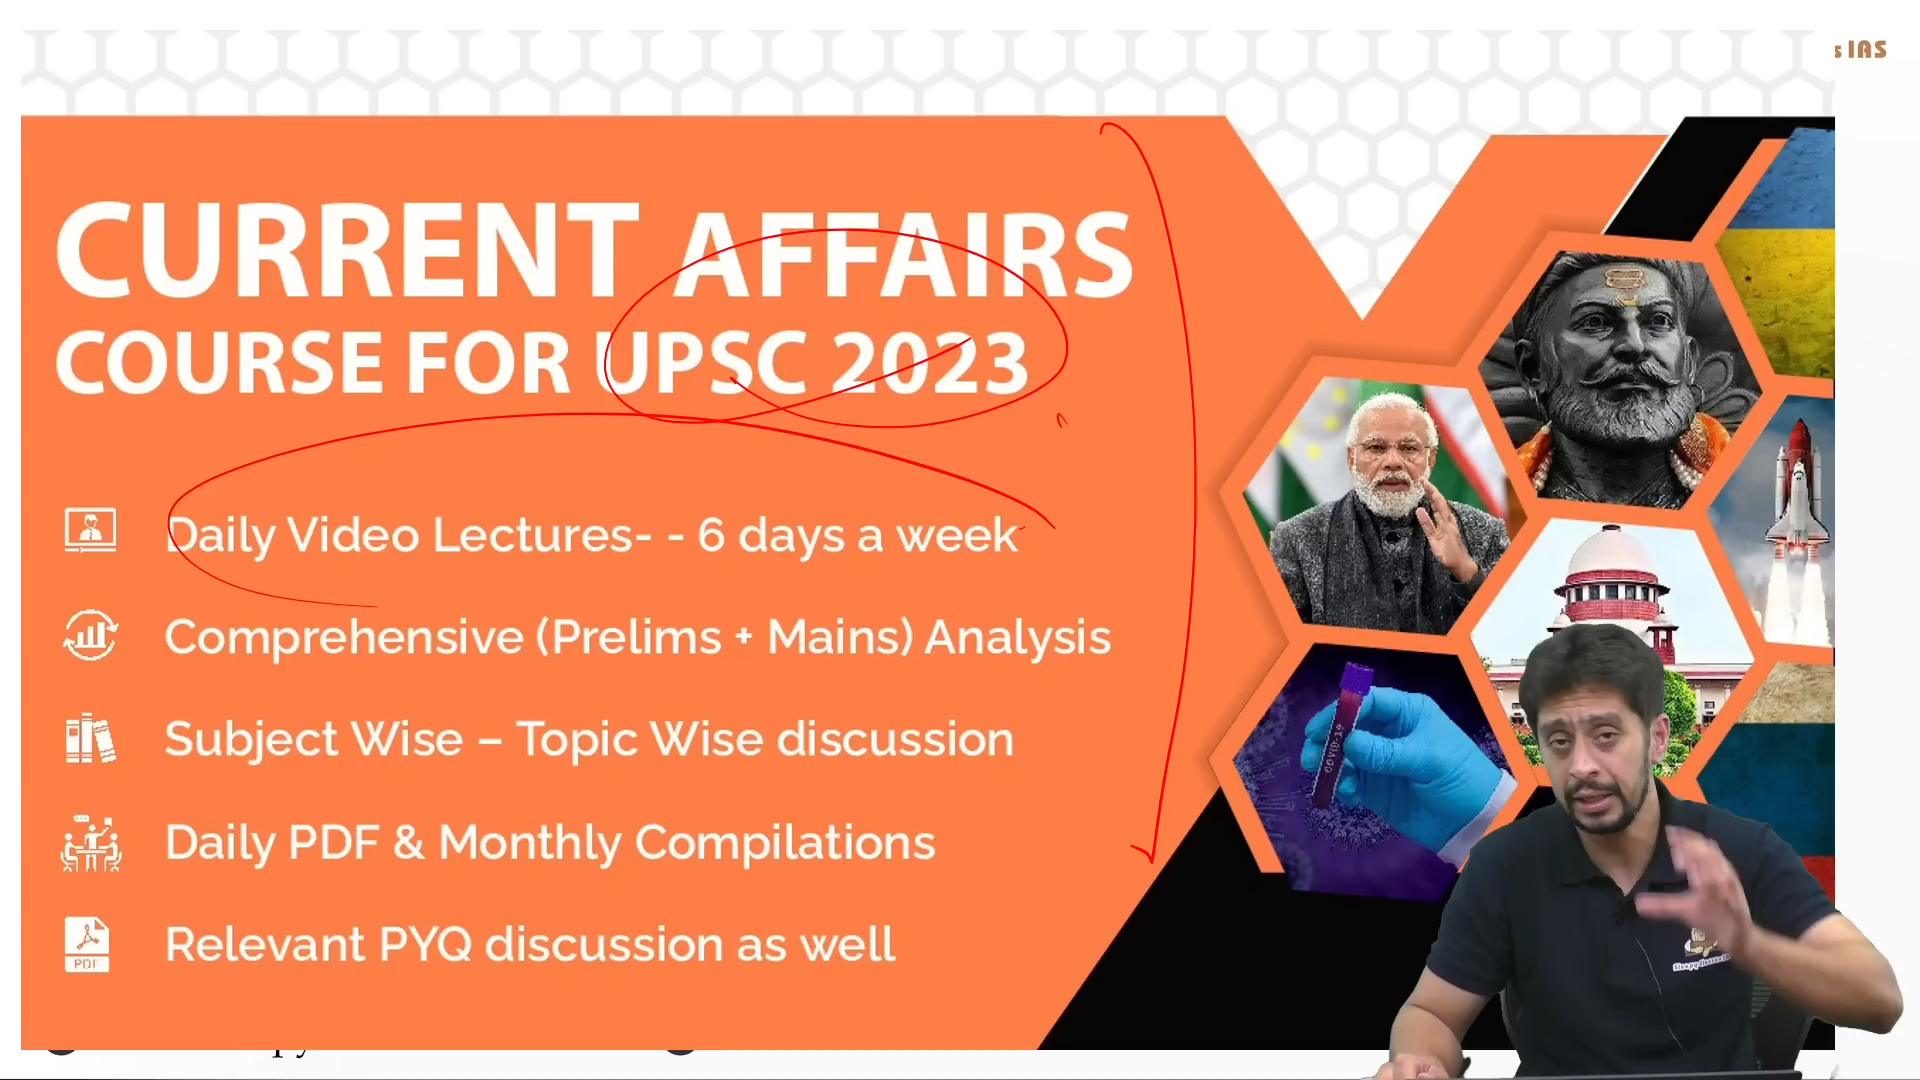 s IAS
CURRENT AFFAIRS
COURSE FOR UPSC 2023
Daily Video Lectures- - 6 days a week
Comprehensive (Prelims + Mains) Analysis
Subject Wise – Topic Wise discussion
Daily PDF & Monthly Compilations
PDF
Relevant PYQ discussion as well
COVID-19